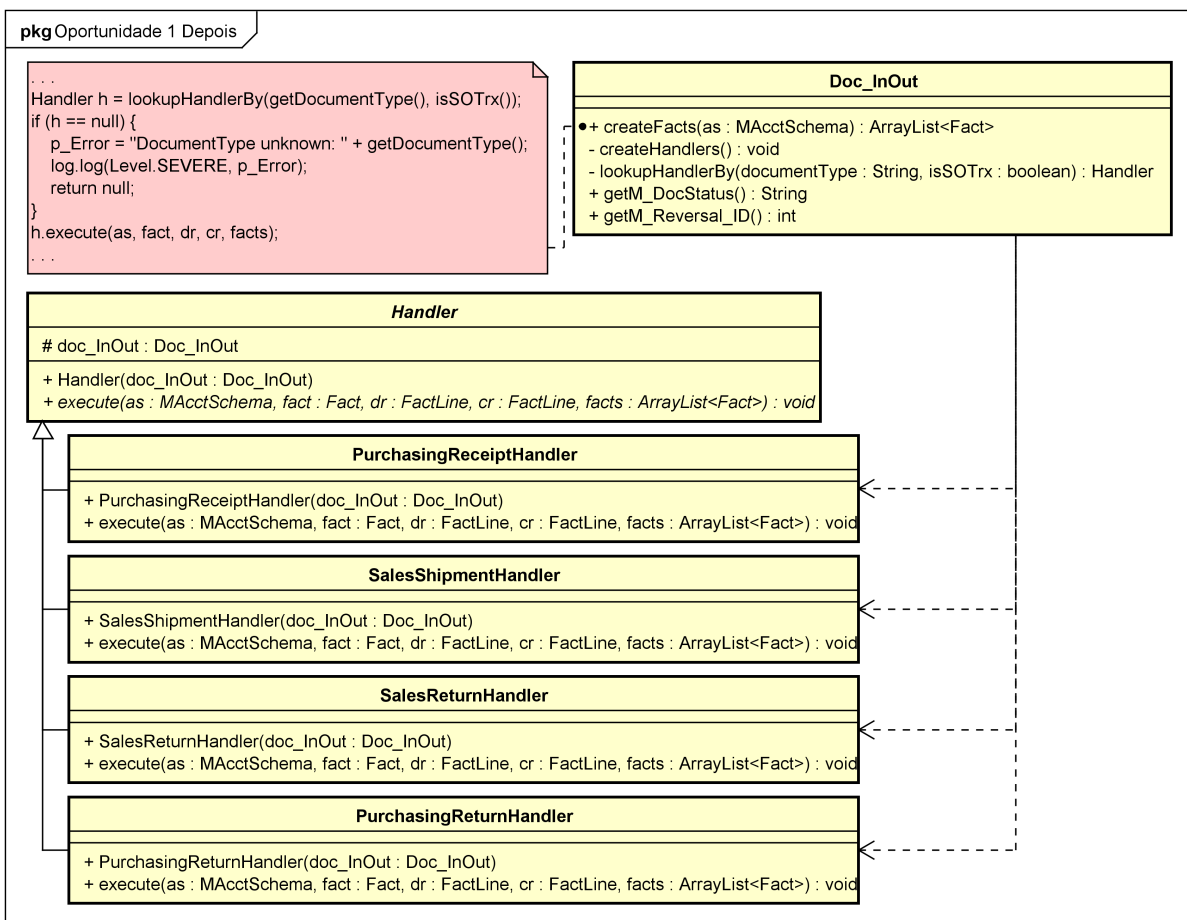 pkg Oportunidade 1 Depois
. . .
Handler h = lookupHandlerBy(getDocumentType(), isSOTrx());
if (h == null) {
p_Error = "DocumentType unknown: " + getDocumentType();
log.log(Level.SEVERE, p_Error);
return null;
}
h.execute(as, fact, dr, cr, facts);
. . .
Doc_InOut
+ createFacts(as : MAcctSchema) : ArrayList<Fact>
- createHandlers() : void
- lookupHandlerBy(documentType : String, isSOTrx : boolean) : Handler
+ getM_DocStatus() : String
+ getM_Reversal_ID() : int
Handler
# doc_InOut : Doc_InOut
+ Handler(doc_InOut : Doc_InOut)
+ execute(as : MAcctSchema, fact : Fact, dr : FactLine, cr : FactLine, facts : ArrayList<Fact>) : void
PurchasingReceiptHandler
+ PurchasingReceiptHandler(doc_InOut : Doc_InOut)
+ execute(as : MAcctSchema, fact : Fact, dr : FactLine, cr : FactLine, facts : ArrayList<Fact>) : void
SalesShipmentHandler
+ SalesShipmentHandler(doc_InOut : Doc_InOut)
+ execute(as : MAcctSchema, fact : Fact, dr : FactLine, cr : FactLine, facts : ArrayList<Fact>) : void
SalesReturnHandler
+ SalesReturnHandler(doc_InOut : Doc_InOut)
+ execute(as : MAcctSchema, fact : Fact, dr : FactLine, cr : FactLine, facts : ArrayList<Fact>) : void
PurchasingReturnHandler
+ PurchasingReturnHandler(doc_InOut : Doc_InOut)
+ execute(as : MAcctSchema, fact : Fact, dr : FactLine, cr : FactLine, facts : ArrayList<Fact>) : void